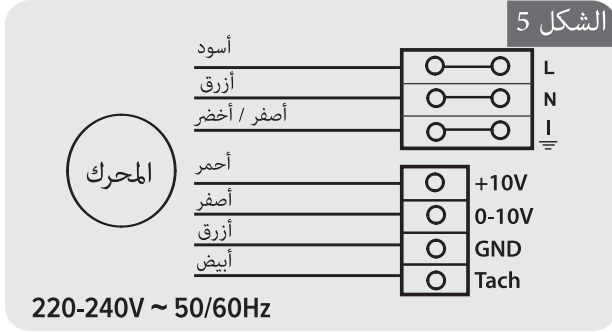 الشكل 5
أسود
L
أزرق
N
أصفر / أخضر
المحرك
أحمر
+10V
أصفر
0-10V
أزرق
GND
أبيض
Tach
220-240V ~ 50/60Hz